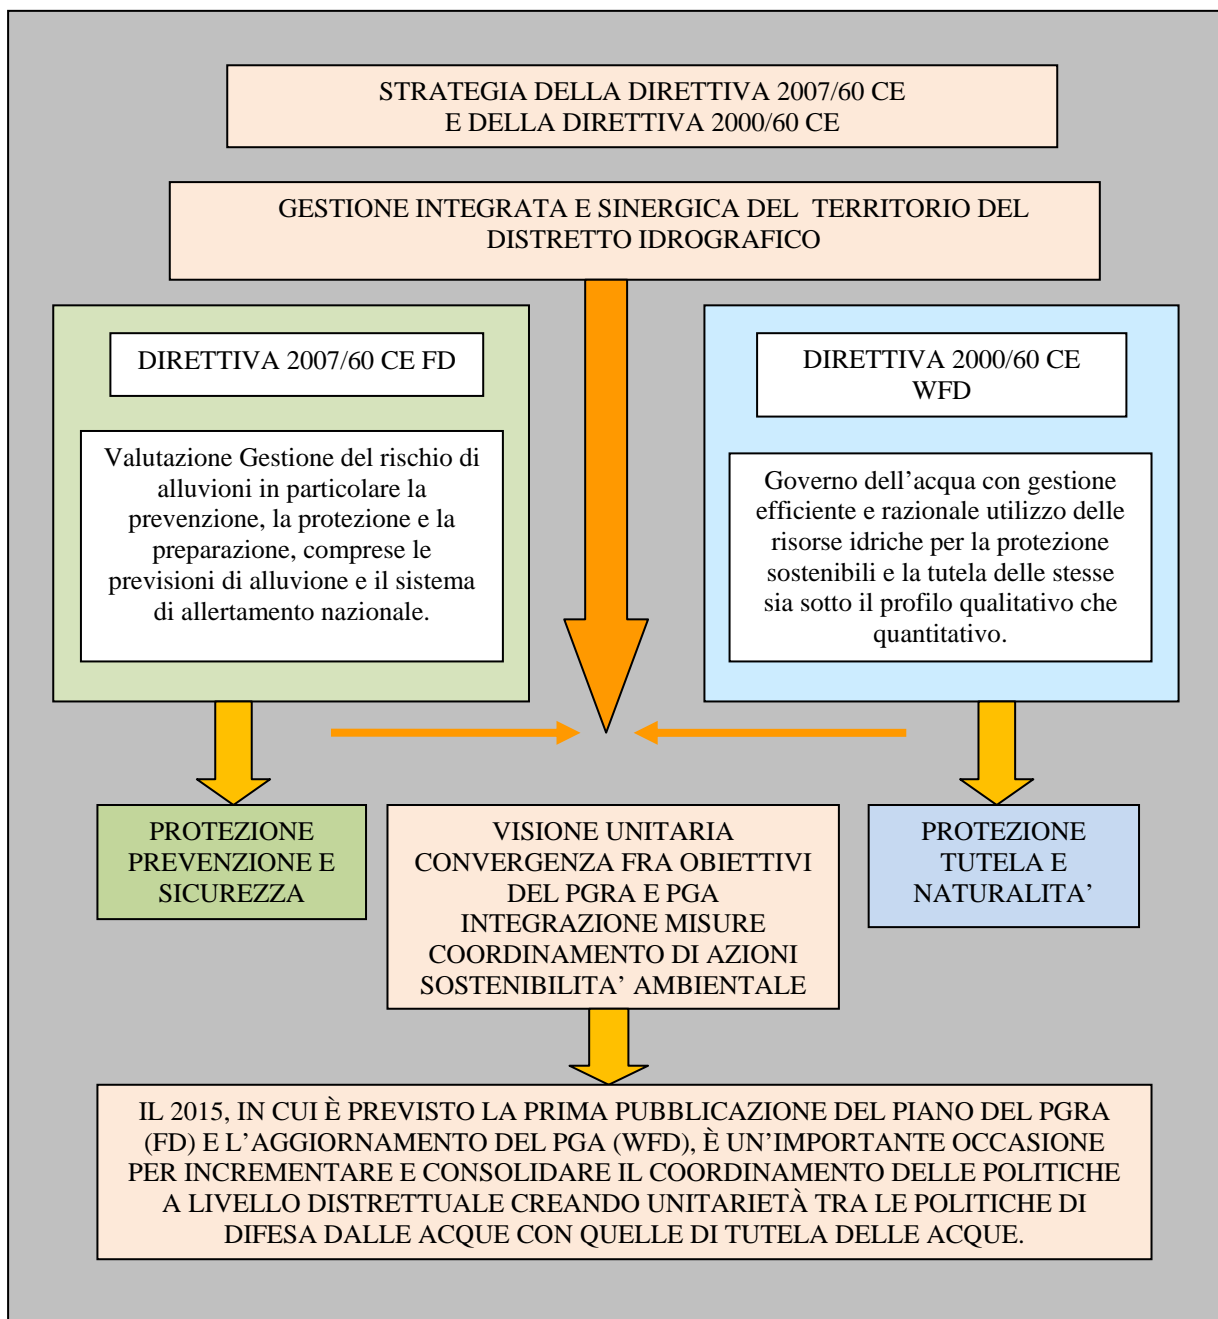 STRATEGIA DELLA DIRETTIVA 2007/60 CE
E DELLA DIRETTIVA 2000/60 CE
GESTIONE INTEGRATA E SINERGICA DEL TERRITORIO DEL
DISTRETTO IDROGRAFICO
DIRETTIVA 2007/60 CE FD
Valutazione Gestione del rischio di
alluvioni in particolare la
prevenzione, la protezione e la
preparazione, comprese le
previsioni di alluvione e il sistema
di allertamento nazionale.
DIRETTIVA 2000/60 CE
WFD
Governo dell’acqua con gestione
efficiente e razionale utilizzo delle
risorse idriche per la protezione
sostenibili e la tutela delle stesse
sia sotto il profilo qualitativo che
quantitativo.
PROTEZIONE
PREVENZIONE E
SICUREZZA
VISIONE UNITARIA
CONVERGENZA FRA OBIETTIVI
DEL PGRA E PGA
INTEGRAZIONE MISURE
COORDINAMENTO DI AZIONI
SOSTENIBILITA’ AMBIENTALE
PROTEZIONE
TUTELA E
NATURALITA’
IL 2015, IN CUI È PREVISTO LA PRIMA PUBBLICAZIONE DEL PIANO DEL PGRA
(FD) E L’AGGIORNAMENTO DEL PGA (WFD), È UN’IMPORTANTE OCCASIONE
PER INCREMENTARE E CONSOLIDARE IL COORDINAMENTO DELLE POLITICHE
A LIVELLO DISTRETTUALE CREANDO UNITARIETÀ TRA LE POLITICHE DI
DIFESA DALLE ACQUE CON QUELLE DI TUTELA DELLE ACQUE.